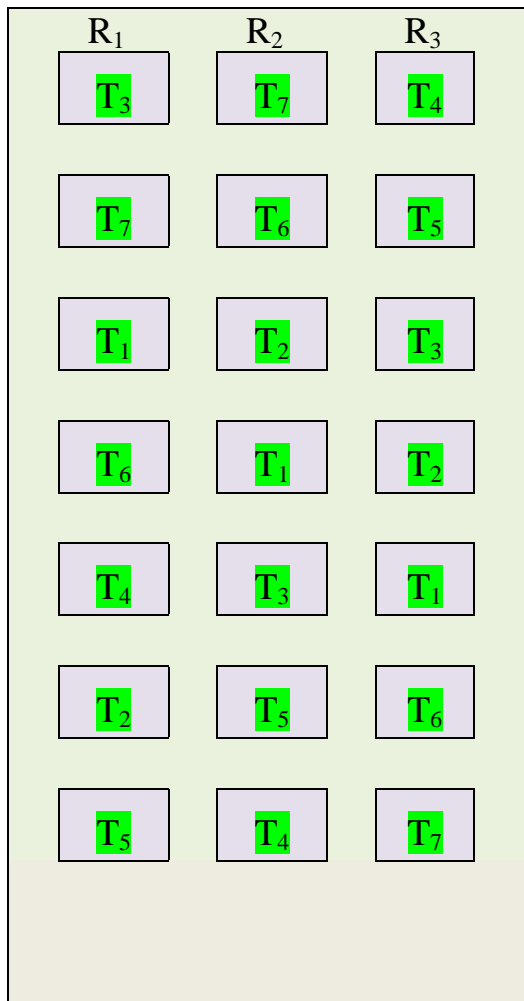 R₁ R₂ R₃
T₃ T₇ T₄
T₇ T₆ T₅
T₁ T₂ T₃
T₆ T₁ T₂
T₄ T₃ T₁
T₂ T₅ T₆
T₅ T₄ T₇